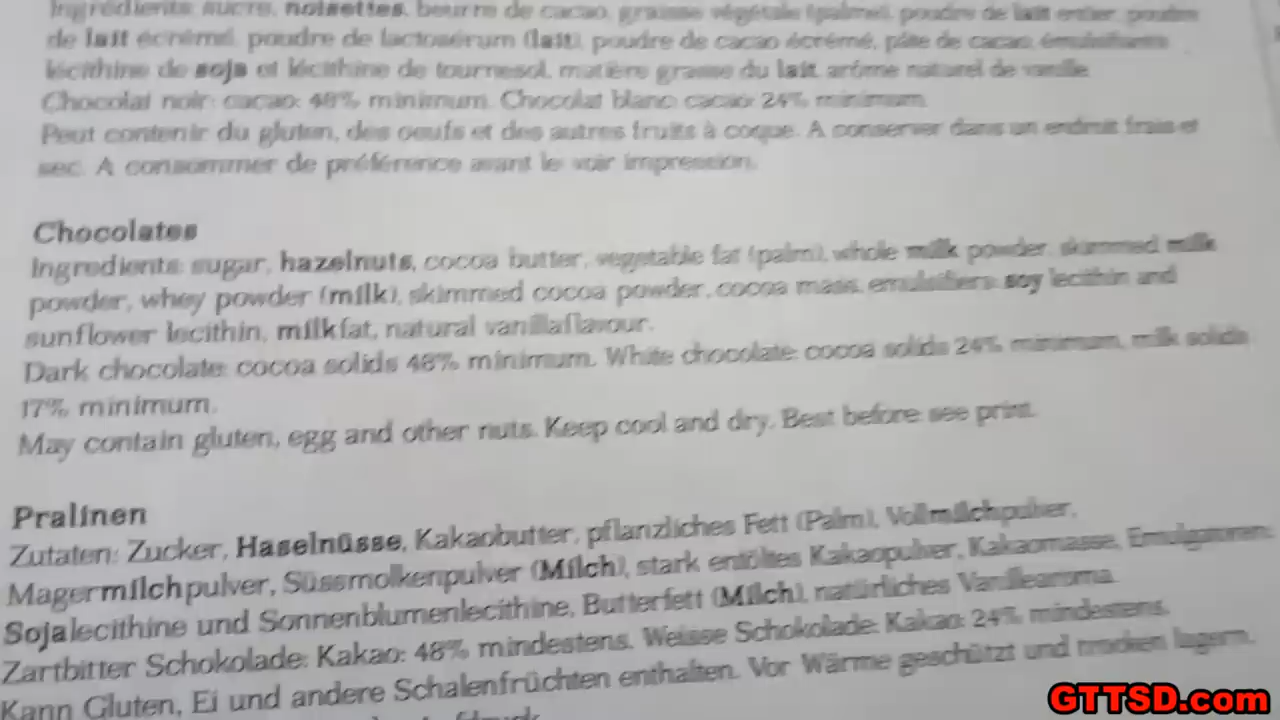 Ingrédients: sucre, noisettes, beurre de cacao, graisse végétale (palme), poudre de lait entier, poudre
de lait écrémé, poudre de lactosérum (lait), poudre de cacao écrémé, pâte de cacao, émulsifiants:
lécithine de soja et lécithine de tournesol, matière grasse du lait, arôme naturel de vanille.
Chocolat noir: cacao: 48% minimum. Chocolat blanc: cacao: 24% minimum.
Peut contenir du gluten, des oeufs et des autres fruits à coque. A conserver dans un endroit frais et
sec. A consommer de préférence avant le voir impression.
Chocolates
Ingredients: sugar, hazelnuts, cocoa butter, vegetable fat (palm), whole milk powder, skimmed milk
powder, whey powder (milk), skimmed cocoa powder, cocoa mass, emulsifiers: soy lecithin and
sunflower lecithin, milkfat, natural vanillaflavour.
Dark chocolate: cocoa solids 48% minimum. White chocolate: cocoa solids 24% minimum, milk solids
17% minimum.
May contain gluten, egg and other nuts. Keep cool and dry. Best before: see print.
Pralinen
Zutaten: Zucker, Haselnüsse, Kakaobutter, pflanzliches Fett (Palm), Vollmilchpulver,
Magermilchpulver, Süssmolkenpulver (Milch), stark entöltes Kakaopulver, Kakaomasse, Emulgatoren:
Sojalecithine und Sonnenblumenlecithine, Butterfett (Milch), natürliches Vanillearoma.
Zartbitter Schokolade: Kakao: 48% mindestens. Weisse Schokolade: Kakao: 24% mindestens.
Kann Gluten, Ei und andere Schalenfrüchten enthalten. Vor Wärme geschützt und trocken lagern.
GTTSD.com